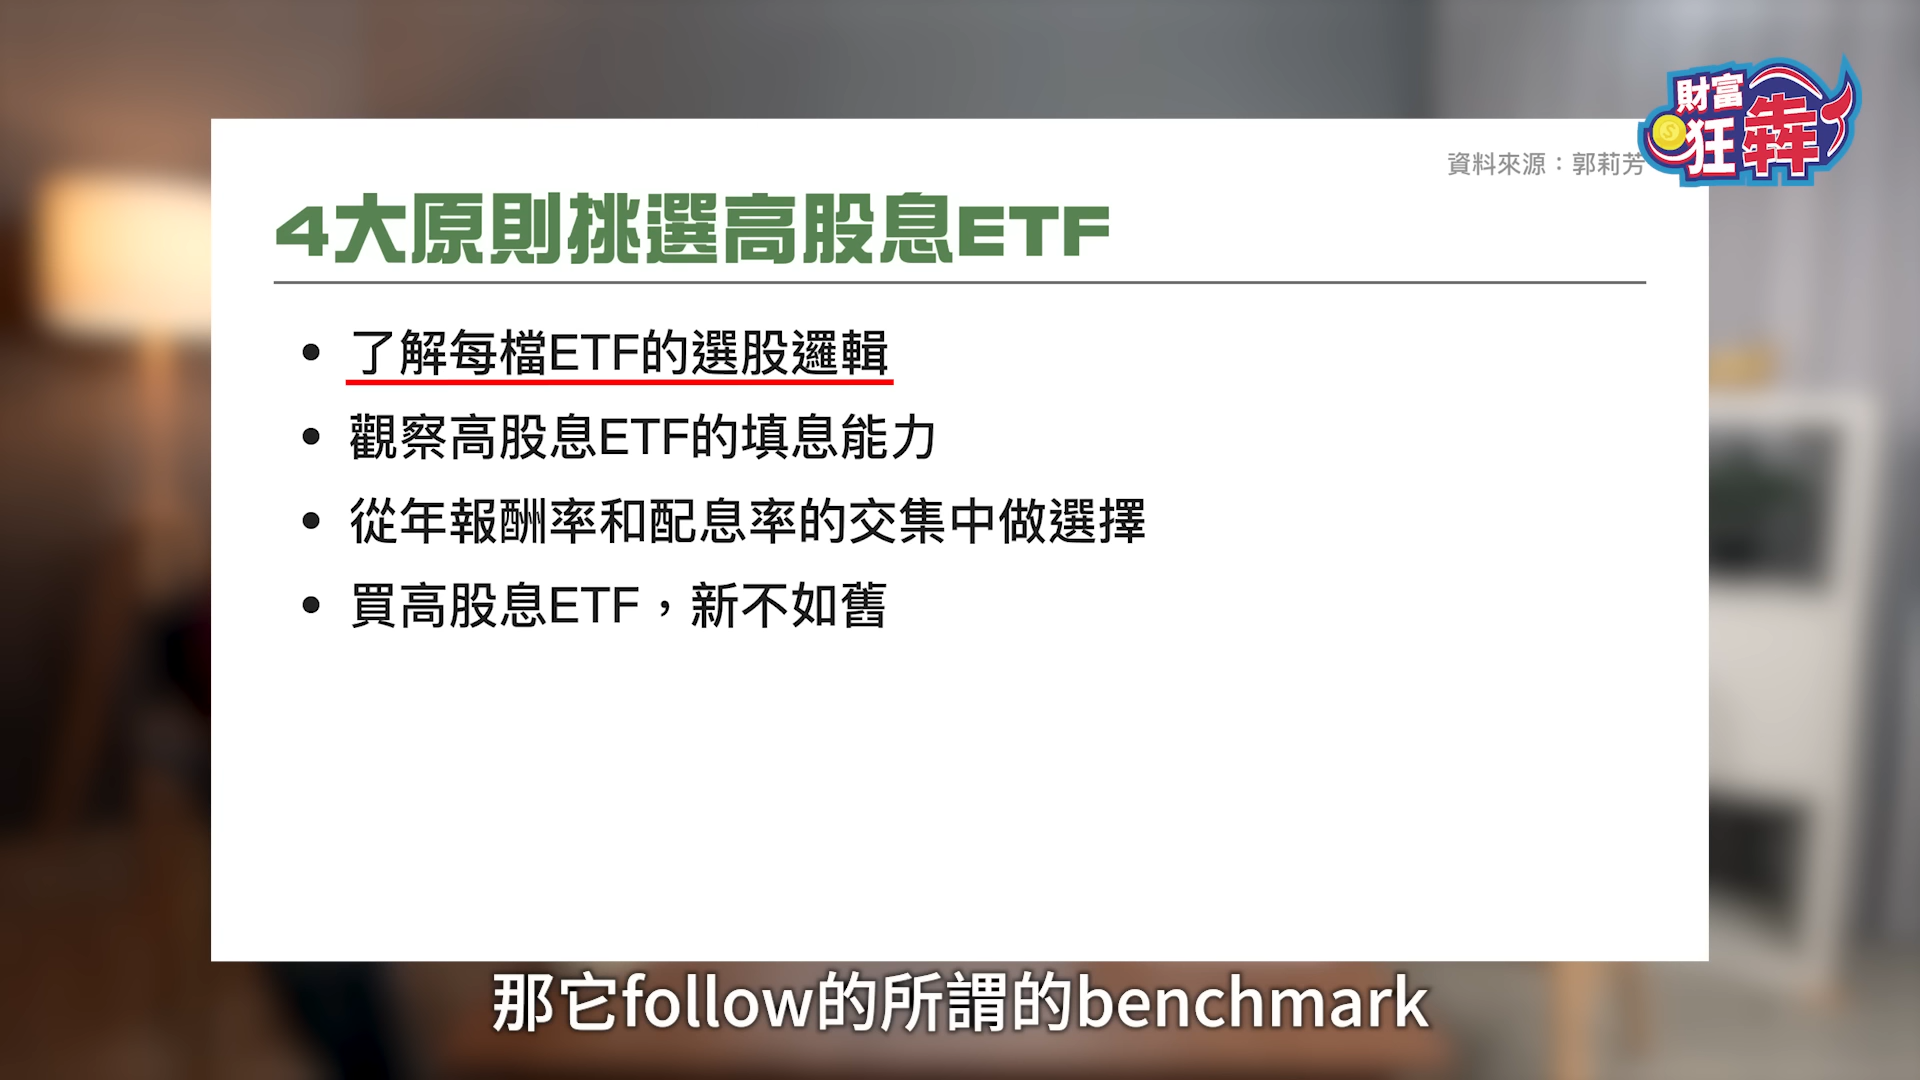 財富
狂犇
資料來源：郭莉芳
4大原則挑選高股息ETF
• 了解每檔ETF的選股邏輯
• 觀察高股息ETF的填息能力
• 從年報酬率和配息率的交集中做選擇
• 買高股息ETF，新不如舊
那它follow的所謂的benchmark